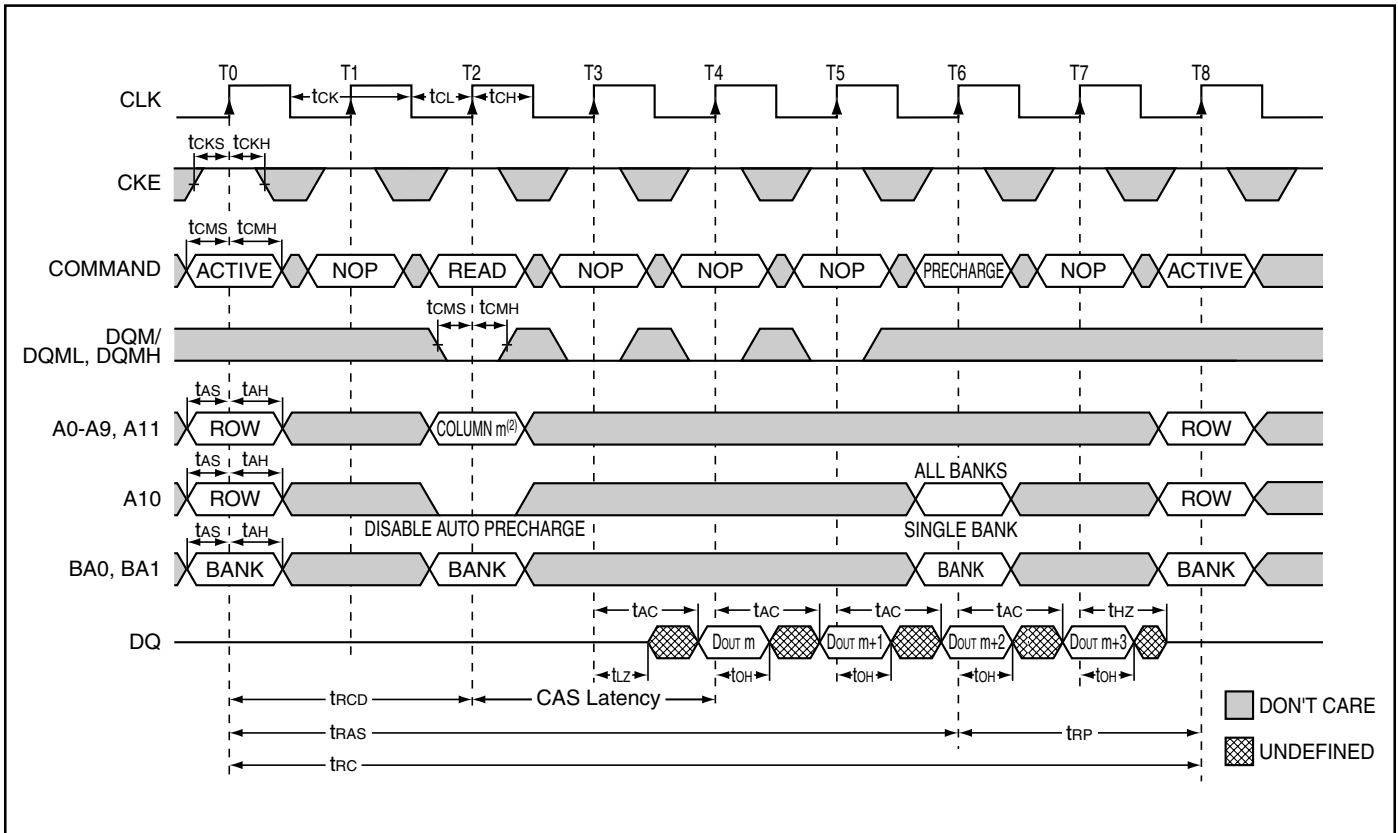 T0 T1 T2 T3 T4 T5 T6 T7 T8
CLK tCK tCL tCH
tCKS tCKH
CKE
tCMS tCMH
COMMAND ACTIVE NOP READ NOP NOP NOP PRECHARGE NOP ACTIVE
tCMS tCMH
DQM/
DQML, DQMH
tAS tAH
A0-A9, A11 ROW COLUMN m(2) ROW
tAS tAH ALL BANKS
A10 ROW ROW
DISABLE AUTO PRECHARGE SINGLE BANK
tAS tAH
BA0, BA1 BANK BANK BANK BANK
tAC tAC tAC tAC tHZ
DQ DOUT m DOUT m+1 DOUT m+2 DOUT m+3
tLZ tOH tOH tOH tOH
tRCD CAS Latency
DON'T CARE
tRAS tRP
UNDEFINED
tRC